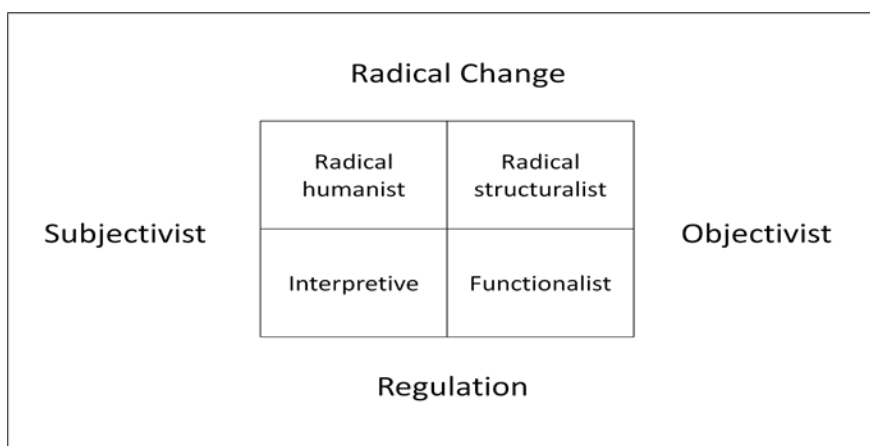 Radical Change
Radical
humanist
Radical
structuralist
Subjectivist
Objectivist
Interpretive
Functionalist
Regulation